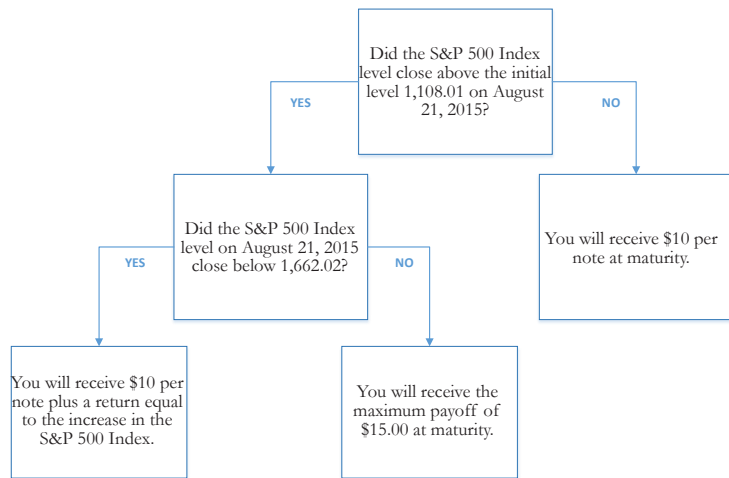 Did the S&P 500 Index
level close above the initial
level 1,108.01 on August
21, 2015?
YES
NO
Did the S&P 500 Index
level on August 21, 2015
close below 1,662.02?
You will receive $10 per
note at maturity.
YES
NO
You will receive $10 per
note plus a return equal
to the increase in the
S&P 500 Index.
You will receive the
maximum payoff of
$15.00 at maturity.